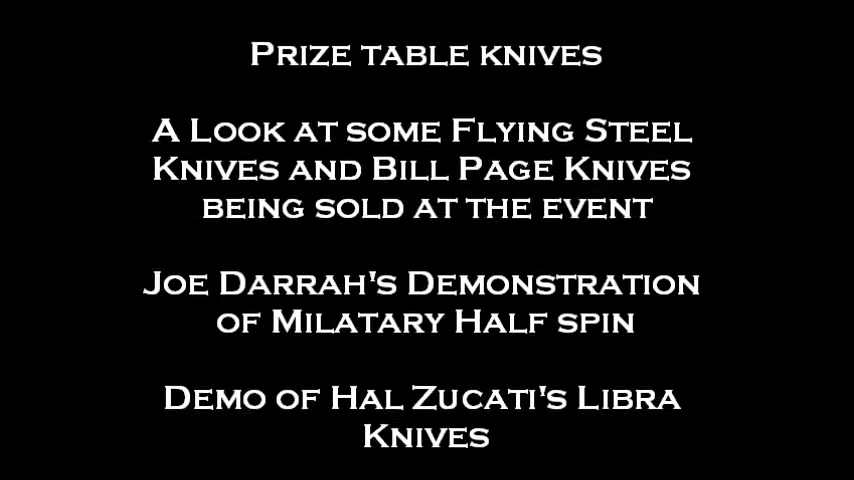 Prize table knives
A Look at some Flying Steel
Knives and Bill Page Knives
being sold at the event
Joe Darrah's Demonstration
of Milatary Half spin
Demo of Hal Zucati's Libra
Knives